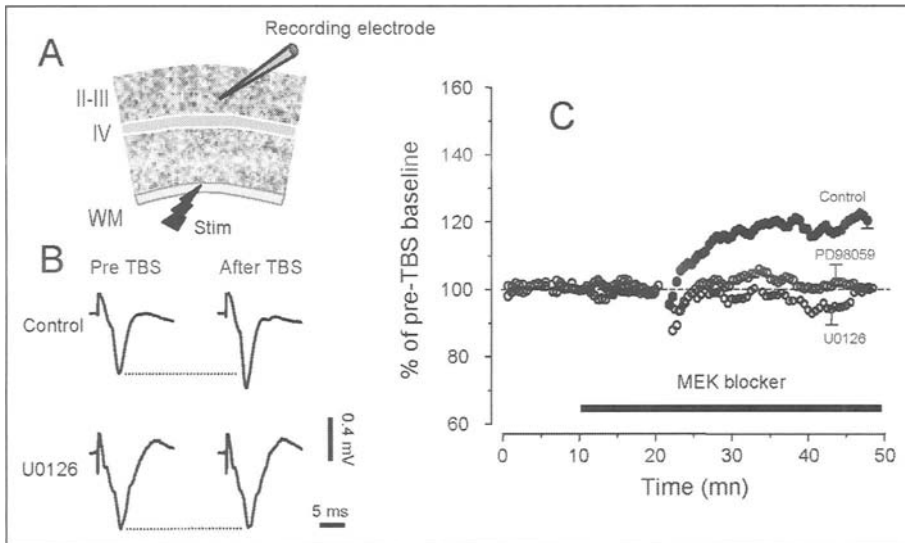 A
Recording electrode
II-III
IV
WM
Stim
B
Pre TBS
After TBS
Control
U0126
0.4 mV
5 ms
C
% of pre-TBS baseline
160
140
120
100
80
60
Control
PD98059
U0126
MEK blocker
0
10
20
30
40
50
Time (mn)